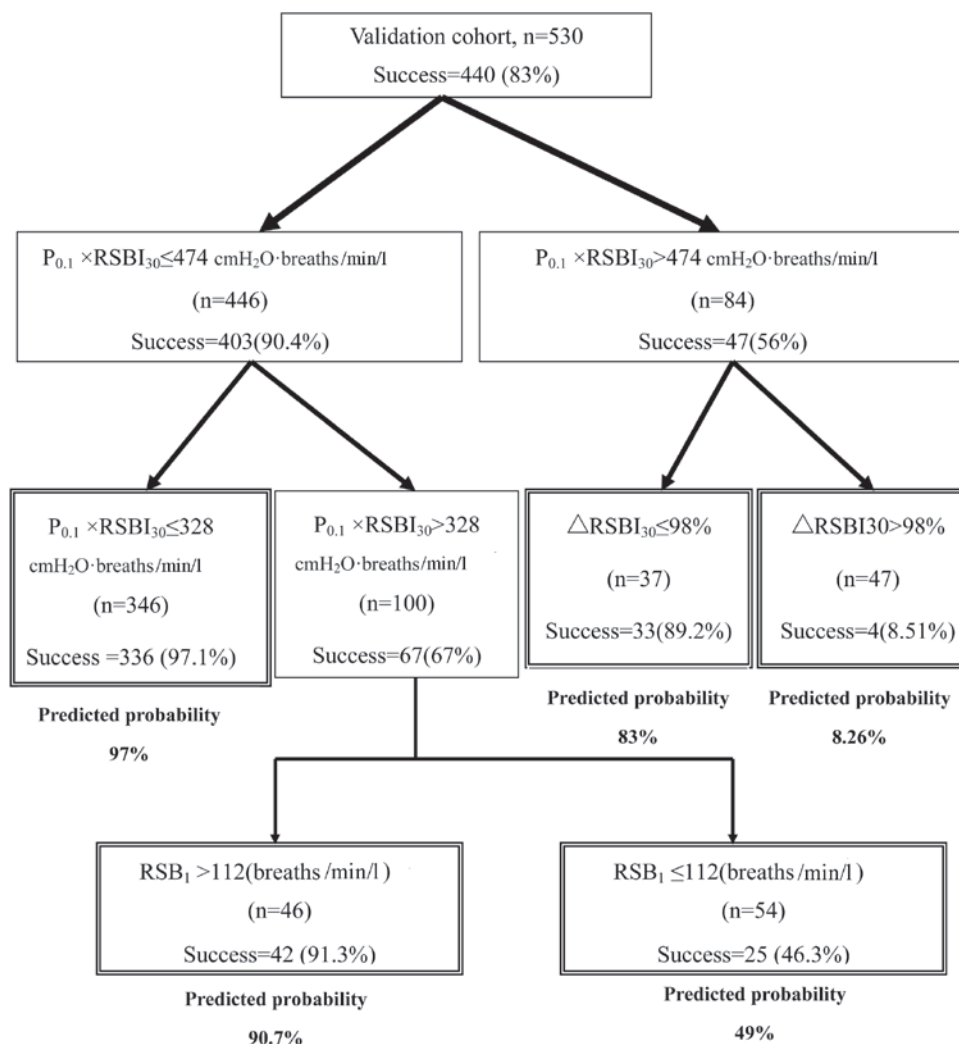 Validation cohort, n=530
Success=440 (83%)
P0.1 ×RSBI30≤474 cmH2O·breaths/min/l
(n=446)
Success=403(90.4%)
P0.1 ×RSBI30>474 cmH2O·breaths/min/l
(n=84)
Success=47(56%)
P0.1 ×RSBI30≤328
cmH2O·breaths/min/l
(n=346)
Success =336 (97.1%)
Predicted probability
97%
P0.1 ×RSBI30>328
cmH2O·breaths/min/l
(n=100)
Success=67(67%)
△RSBI30≤98%
(n=37)
Success=33(89.2%)
Predicted probability
83%
△RSBI30>98%
(n=47)
Success=4(8.51%)
Predicted probability
8.26%
RSB1 >112(breaths/min/l)
(n=46)
Success=42 (91.3%)
Predicted probability
90.7%
RSB1 ≤112(breaths/min/l)
(n=54)
Success=25 (46.3%)
Predicted probability
49%